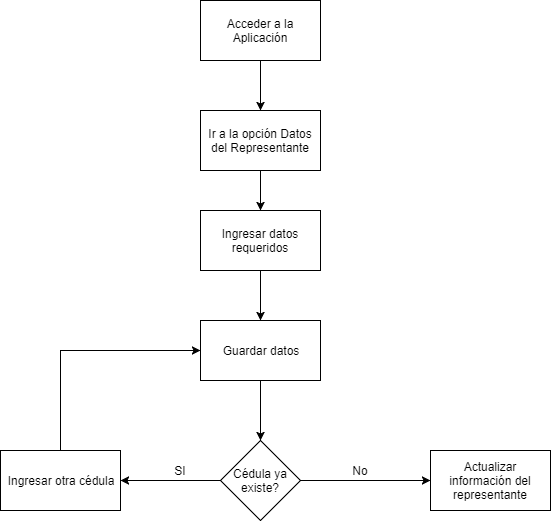 Acceder a la
Aplicación
Ir a la opción Datos
del Representante
Ingresar datos
requeridos
Guardar datos
Cédula ya
existe?
SI
No
Ingresar otra cédula
Actualizar
información del
representante